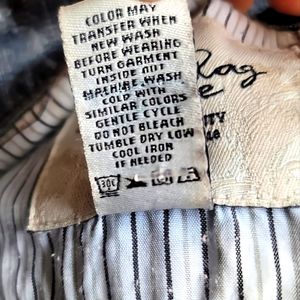 COLOR MAY
TRANSFER WHEN
NEW WASH
BEFORE WEARING
TURN GARMENT
INSIDE OUT
MACHINE WASH
COLD WITH
SIMILAR COLORS
GENTLE CYCLE
DO NOT BLEACH
TUMBLE DRY LOW
COOL IRON
IF NEEDED
30C
Rag